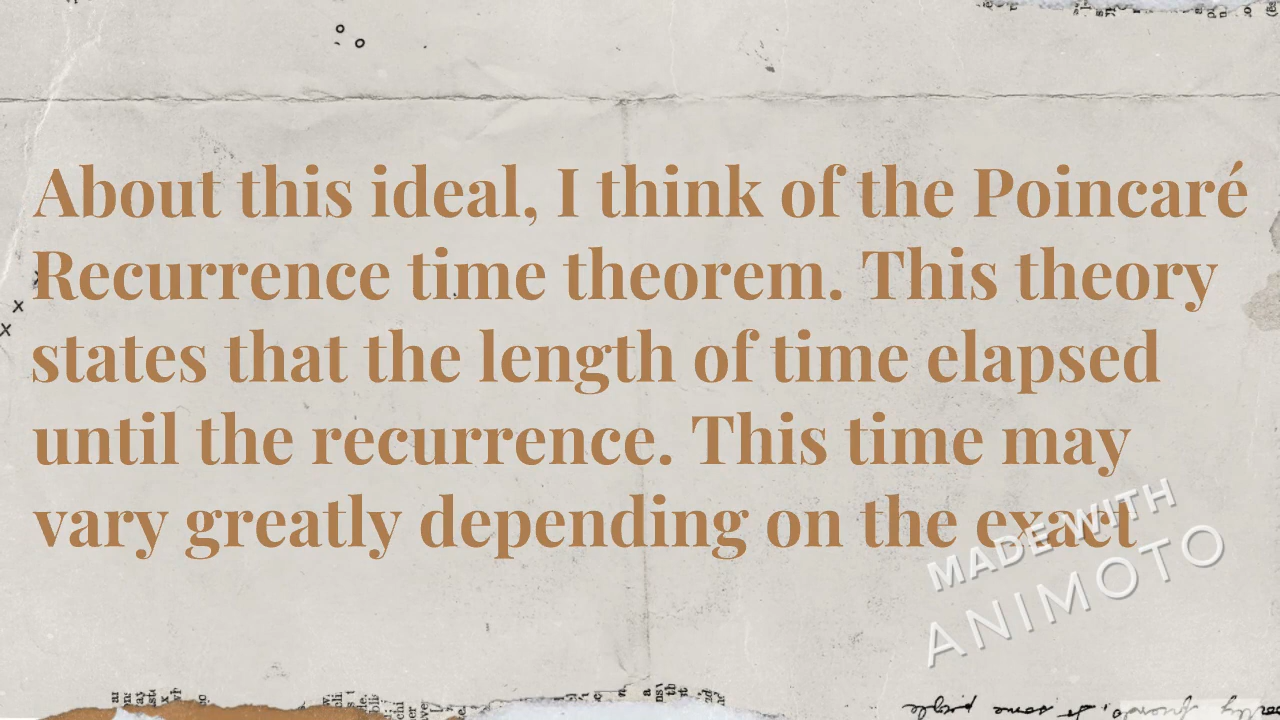 About this ideal, I think of the Poincaré
Recurrence time theorem. This theory
states that the length of time elapsed
until the recurrence. This time may
vary greatly depending on the exact
MADE WITH
ANIMOTO